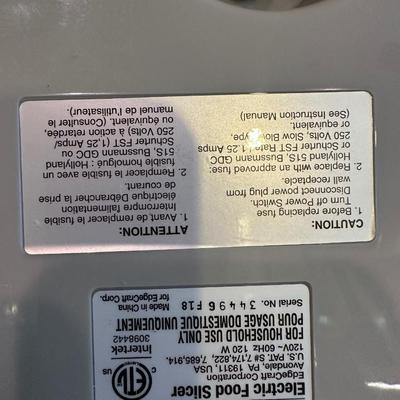 Electric Food Slicer
EdgeCraft Corporation
Avondale, PA 19311, USA
U.S. PAT. S# 7,174,822, 7,685,914.
120V~ 60Hz 120 W
FOR HOUSEHOLD USE ONLY
POUR USAGE DOMESTIQUE UNIQUEMENT
Serial No. 3496F18
ETL
C US
Intertek
3098442
Made in China
for EdgeCraft Corp.
CAUTION:
1. Before replacing fuse
Turn off Power Switch.
Disconnect power plug from
wall receptacle.
2. Replace with an approved fuse:
Hollyland 51S, Bussmann GDC
or Schurter FST Rated 1.25 Amps
250 Volts, Slow Blow type,
or equivalent.
(See Instruction Manual)
ATTENTION:
1. Avant de remplacer le fusible
Interrompre l'alimentation
électrique Débrancher la prise
de courant.
2. Remplacer le fusible avec un
fusible homologué: Hollyland
51S, Bussmann GDC ou
Schurter FST (1,25 Amps/
250 Volts) à action retardée,
ou équivalent. (Consulter le
manuel de l'utilisateur)